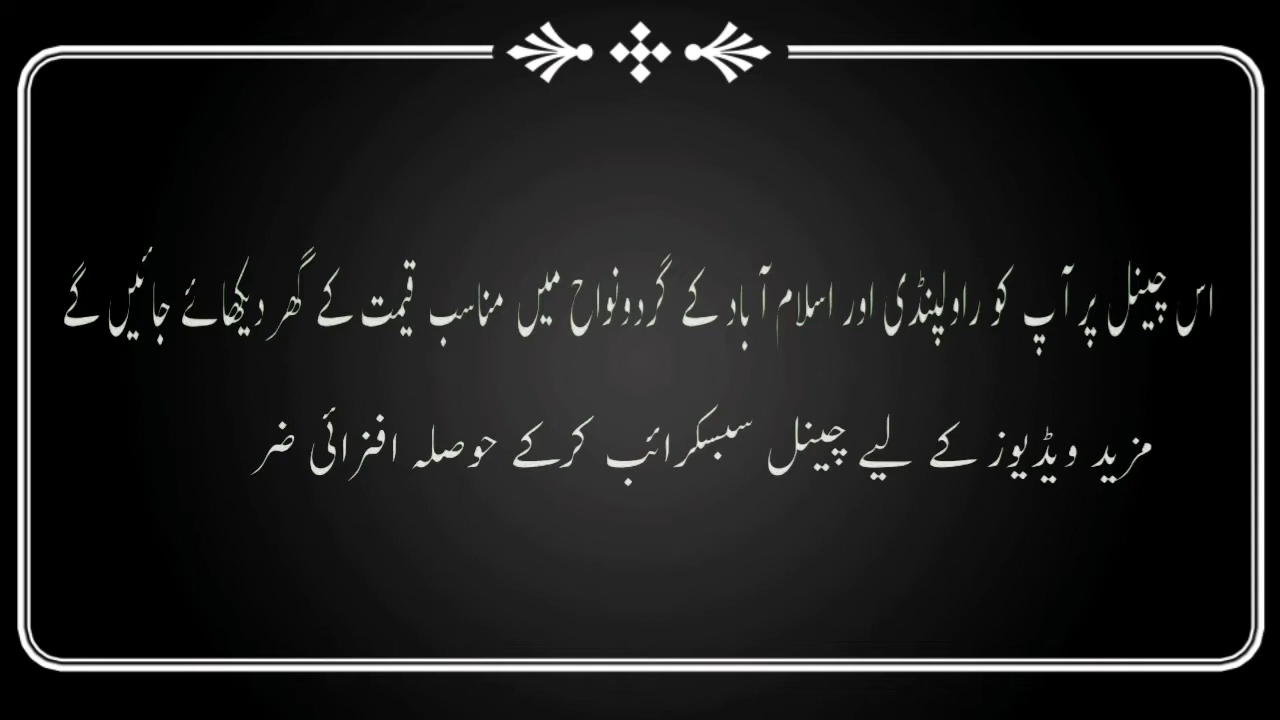 اس چینل پر آپ کو راولپنڈی اور اسلام آباد کے گردونواح میں مناسب قیمت کے گھر دیکھائے جائیں گے
مزید ویڈیوز کے لیے چینل سبسکرائب کرکے حوصلہ افزائی ضر